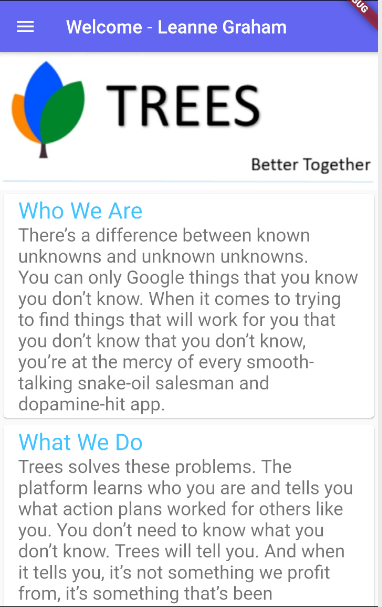 Welcome - Leanne Graham
BUG
TREES
Better Together
Who We Are
There’s a difference between known
unknowns and unknown unknowns.
You can only Google things that you know
you don’t know. When it comes to trying
to find things that will work for you that
you don’t know that you don’t know,
you’re at the mercy of every smooth-
talking snake-oil salesman and
dopamine-hit app.
What We Do
Trees solves these problems. The
platform learns who you are and tells you
what action plans worked for others like
you. You don’t need to know what you
don’t know. Trees will tell you. And when
it tells you, it’s not something we profit
from, it’s something that’s been